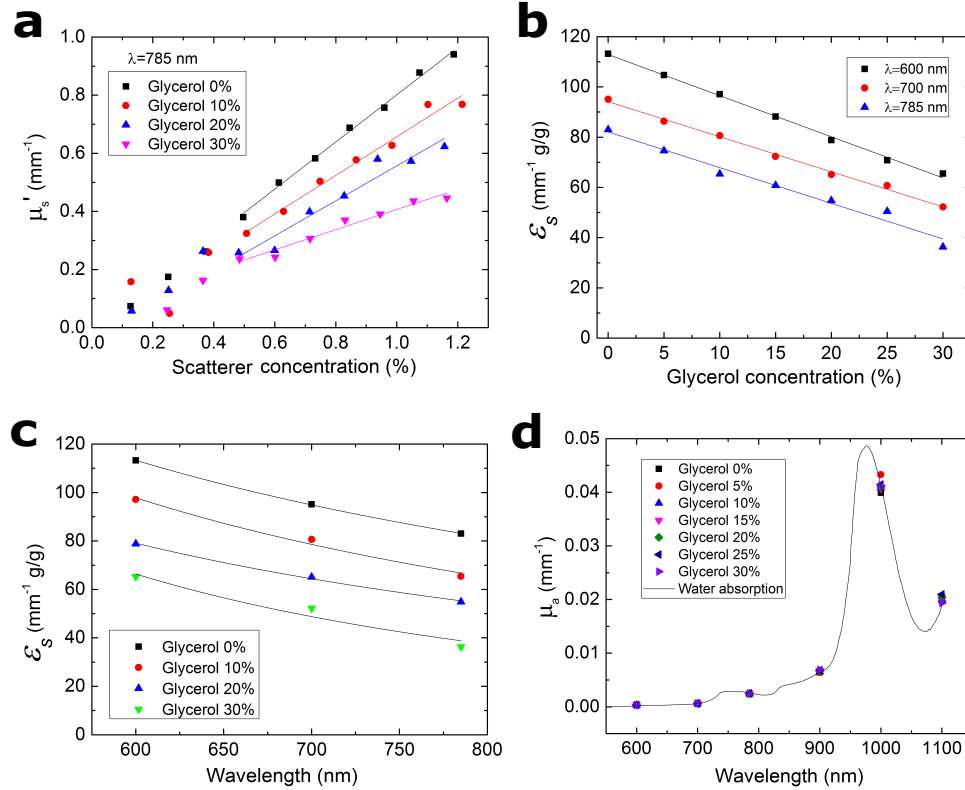 a
λ=785 nm
Glycerol 0%
Glycerol 10%
Glycerol 20%
Glycerol 30%
1.0
0.8
0.6
0.4
0.2
0.0
0.0 0.2 0.4 0.6 0.8 1.0 1.2
μs' (mm-1)
Scatterer concentration (%)
b
λ=600 nm
λ=700 nm
λ=785 nm
120
100
80
60
40
20
0
0 5 10 15 20 25 30
εs (mm-1 g/g)
Glycerol concentration (%)
c
120
100
80
60
40
20
0
Glycerol 0%
Glycerol 10%
Glycerol 20%
Glycerol 30%
600 650 700 750 800
εs (mm-1 g/g)
Wavelength (nm)
d
0.05
0.04
0.03
0.02
0.01
0.00
Glycerol 0%
Glycerol 5%
Glycerol 10%
Glycerol 15%
Glycerol 20%
Glycerol 25%
Glycerol 30%
Water absorption
600 700 800 900 1000 1100
μa (mm-1)
Wavelength (nm)